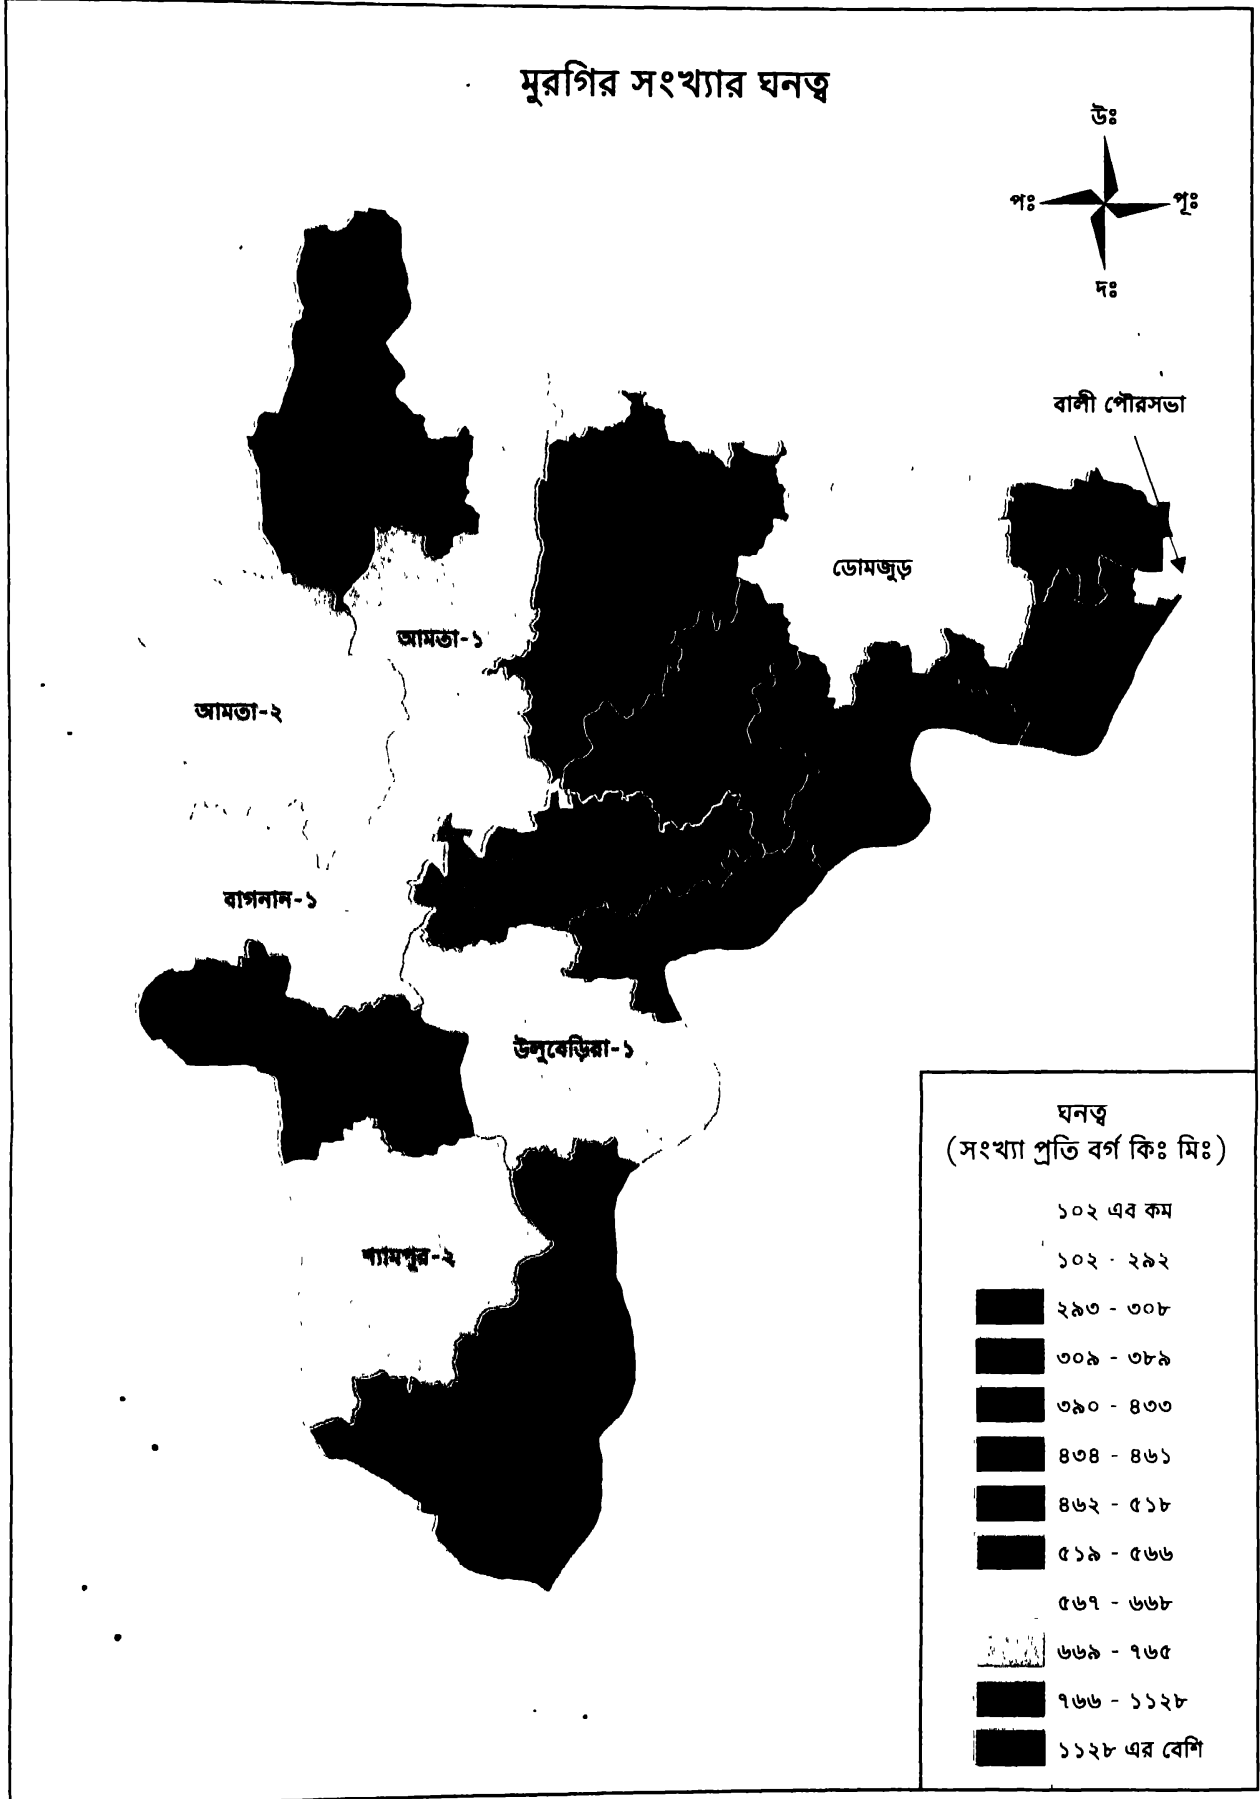 মুরগির সংখ্যার ঘনত্ব
উঃ
পঃ
পূঃ
দঃ
বালী পৌরসভা
ডোমজুড়
আমতা-১
আমতা-২
বাগনান-১
উলুবেড়িয়া-১
শ্যামপুর-২
ঘনত্ব
(সংখ্যা প্রতি বর্গ কিঃ মিঃ)
১০২ এব কম
১০২ - ২৯২
২৯৩ - ৩০৮
৩০৯ - ৩৮৯
৩৯০ - ৪৩৩
৪৩৪ - ৪৬১
৪৬২ - ৫১৮
৫১৯ - ৫৬৬
৫৬৭ - ৬৬৮
৬৬৯ - ৭৬৫
৭৬৬ - ১১২৮
১১২৮ এর বেশি